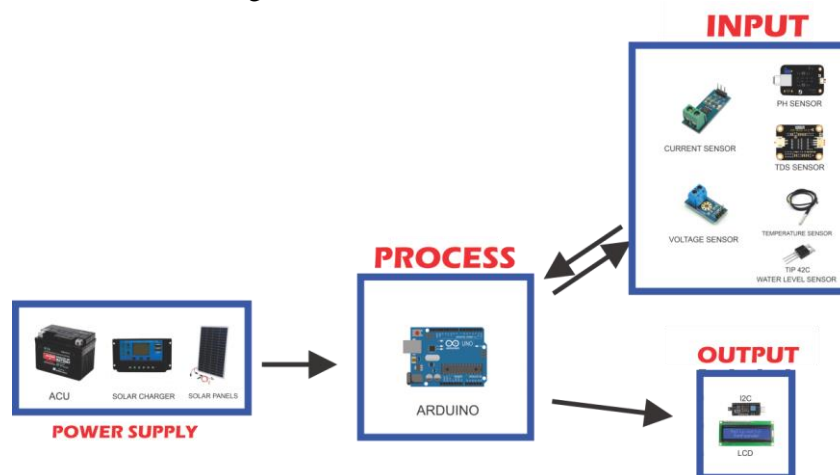 INPUT
PH SENSOR
CURRENT SENSOR
TDS SENSOR
VOLTAGE SENSOR
TEMPERATURE SENSOR
TIP 42C
WATER LEVEL SENSOR
PROCESS
UNO
ARDUINO
ACU
SOLAR CHARGER
SOLAR PANELS
POWER SUPPLY
OUTPUT
I2C
LCD